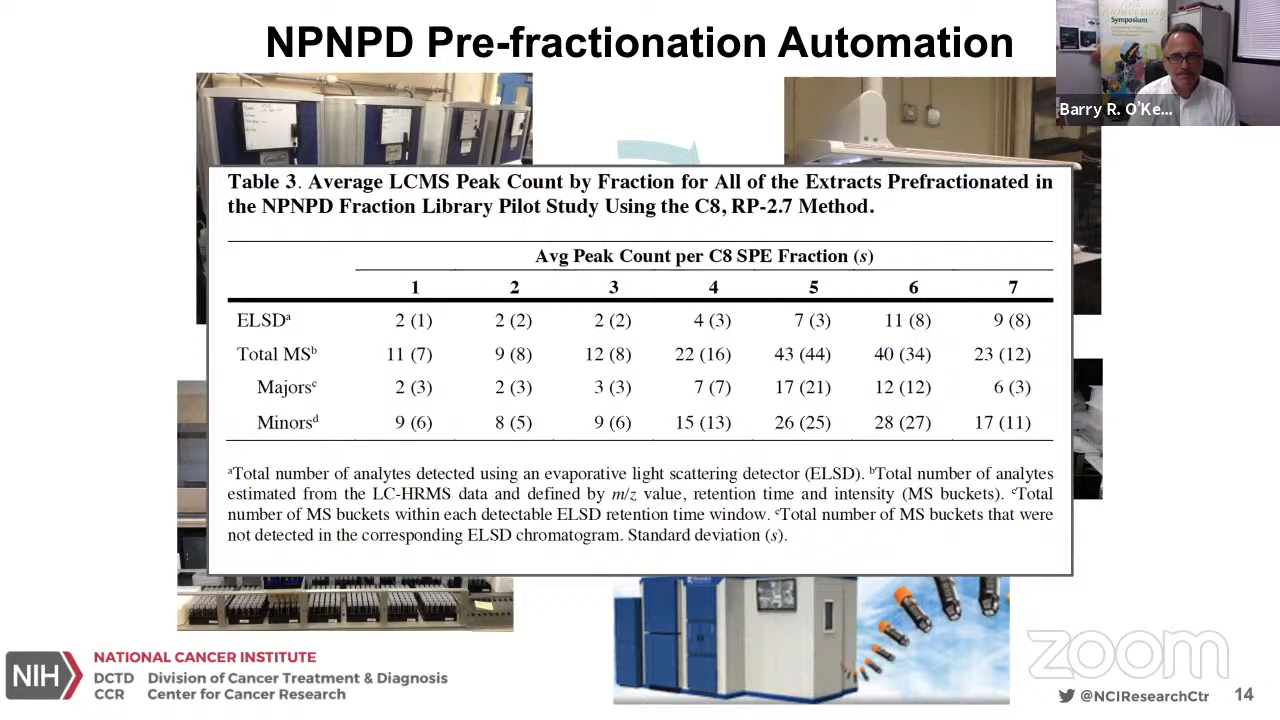 NPNPD Pre-fractionation Automation
Symposium
Barry R. O'Ke...
Table 3. Average LCMS Peak Count by Fraction for All of the Extracts Prefractionated in
the NPNPD Fraction Library Pilot Study Using the C8, RP-2.7 Method.
Avg Peak Count per C8 SPE Fraction (s)
1 2 3 4 5 6 7
ELSDᵃ 2 (1) 2 (2) 2 (2) 4 (3) 7 (3) 11 (8) 9 (8)
Total MSᵇ 11 (7) 9 (8) 12 (8) 22 (16) 43 (44) 40 (34) 23 (12)
Majorsᶜ 2 (3) 2 (3) 3 (3) 7 (7) 17 (21) 12 (12) 6 (3)
Minorsᵈ 9 (6) 8 (5) 9 (6) 15 (13) 26 (25) 28 (27) 17 (11)
ᵃTotal number of analytes detected using an evaporative light scattering detector (ELSD). ᵇTotal number of analytes
estimated from the LC-HRMS data and defined by m/z value, retention time and intensity (MS buckets). ᶜTotal
number of MS buckets within each detectable ELSD retention time window. ᶜTotal number of MS buckets that were
not detected in the corresponding ELSD chromatogram. Standard deviation (s).
NIH
NATIONAL CANCER INSTITUTE
DCTD Division of Cancer Treatment & Diagnosis
CCR Center for Cancer Research
zoom
@NCIResearchCtr 14